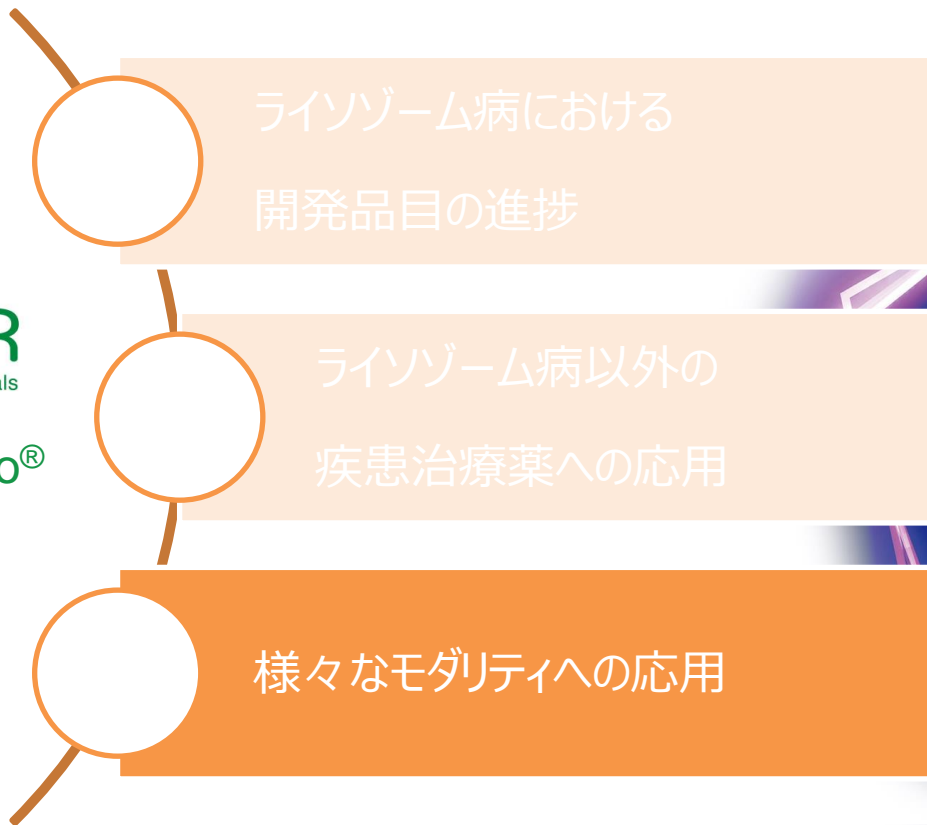 ライソゾーム病における
開発品目の進捗
R
als
ライソゾーム病以外の
o®
疾患治療薬への応用
様々なモダリティへの応用